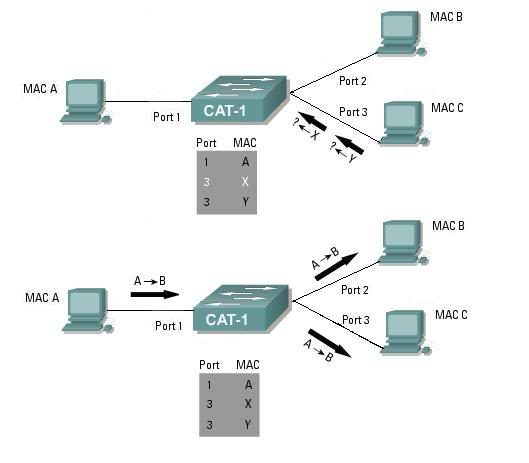 MAC B
MAC A
Port 2
CAT-1
Port 3
MAC C
Port 1
?←X
?←Y
Port MAC
1 A
3 X
3 Y
MAC B
A→B
A→B
MAC A
Port 2
Port 3
MAC C
CAT-1
Port 1
A→B
Port MAC
1 A
3 X
3 Y